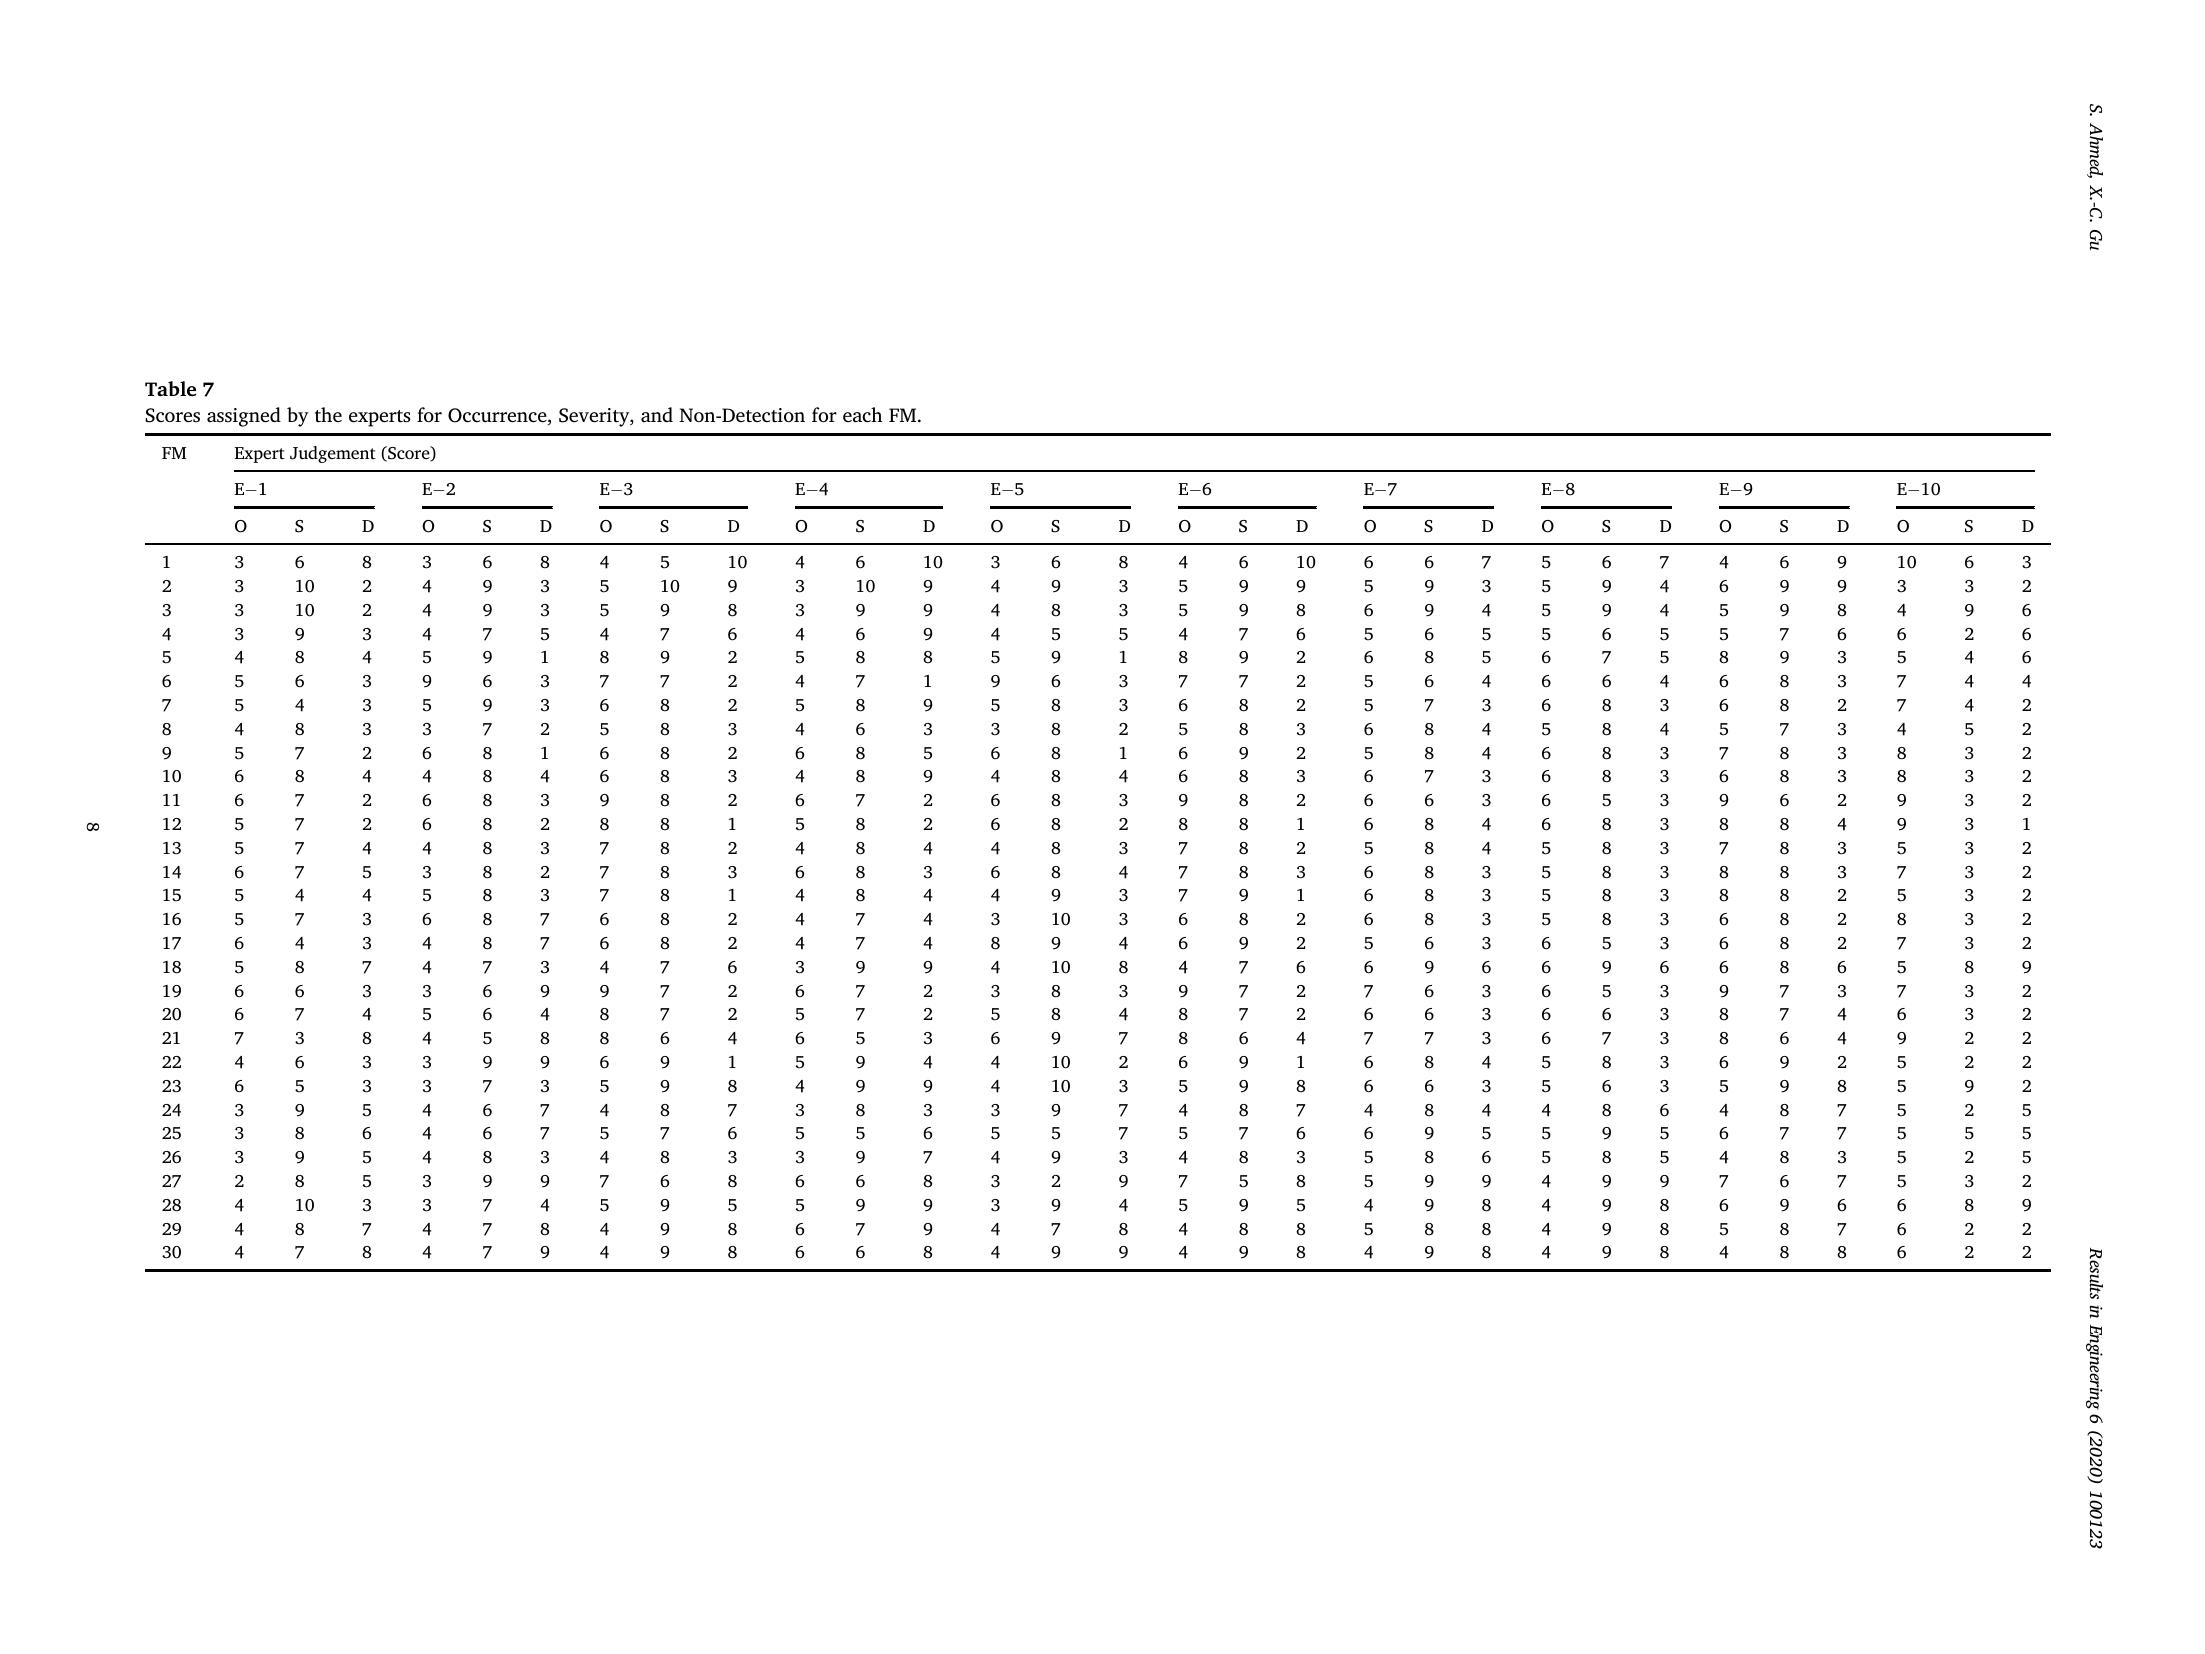 S. Ahmed, X.-C. Gu
Table 7
Scores assigned by the experts for Occurrence, Severity, and Non-Detection for each FM.
FM Expert Judgement (Score)
E–1 E–2 E–3 E–4 E–5 E–6 E–7 E–8 E–9 E–10
O S D O S D O S D O S D O S D O S D O S D O S D O S D O S D
1 3 6 8 3 6 8 4 5 10 4 6 10 3 6 8 4 6 10 6 6 7 5 6 7 4 6 9 10 6 3
2 3 10 2 4 9 3 5 10 9 3 10 9 4 9 3 5 9 9 5 9 3 5 9 4 6 9 9 3 3 2
3 3 10 2 4 9 3 5 9 8 3 9 9 4 8 3 5 9 8 6 9 4 5 9 4 5 9 8 4 9 6
4 3 9 3 4 7 5 4 7 6 4 6 9 4 5 5 4 7 6 5 6 5 5 6 5 5 7 6 6 2 6
5 4 8 4 5 9 1 8 9 2 5 8 8 5 9 1 8 9 2 6 8 5 6 7 5 8 9 3 5 4 6
6 5 6 3 9 6 3 7 7 2 4 7 1 9 6 3 7 7 2 5 6 4 6 6 4 6 8 3 7 4 4
7 5 4 3 5 9 3 6 8 2 5 8 9 5 8 3 6 8 2 5 7 3 6 8 3 6 8 2 7 4 2
8 4 8 3 3 7 2 5 8 3 4 6 3 3 8 2 5 8 3 6 8 4 5 8 4 5 7 3 4 5 2
9 5 7 2 6 8 1 6 8 2 6 8 5 6 8 1 6 9 2 5 8 4 6 8 3 7 8 3 8 3 2
10 6 8 4 4 8 4 6 8 3 4 8 9 4 8 4 6 8 3 6 7 3 6 8 3 6 8 3 8 3 2
11 6 7 2 6 8 3 9 8 2 6 7 2 6 8 3 9 8 2 6 6 3 6 5 3 9 6 2 9 3 2
12 5 7 2 6 8 2 8 8 1 5 8 2 6 8 2 8 8 1 6 8 4 6 8 3 8 8 4 9 3 1
13 5 7 4 4 8 3 7 8 2 4 8 4 4 8 3 7 8 2 5 8 4 5 8 3 7 8 3 5 3 2
14 6 7 5 3 8 2 7 8 3 6 8 3 6 8 4 7 8 3 6 8 3 5 8 3 8 8 3 7 3 2
15 5 4 4 5 8 3 7 8 1 4 8 4 4 9 3 7 9 1 6 8 3 5 8 3 8 8 2 5 3 2
16 5 7 3 6 8 7 6 8 2 4 7 4 3 10 3 6 8 2 6 8 3 5 8 3 6 8 2 8 3 2
17 6 4 3 4 8 7 6 8 2 4 7 4 8 9 4 6 9 2 5 6 3 6 5 3 6 8 2 7 3 2
18 5 8 7 4 7 3 4 7 6 3 9 9 4 10 8 4 7 6 6 9 6 6 9 6 6 8 6 5 8 9
19 6 6 3 3 6 9 9 7 2 6 7 2 3 8 3 9 7 2 7 6 3 6 5 3 9 7 3 7 3 2
20 6 7 4 5 6 4 8 7 2 5 7 2 5 8 4 8 7 2 6 6 3 6 6 3 8 7 4 6 3 2
21 7 3 8 4 5 8 8 6 4 6 5 3 6 9 7 8 6 4 7 7 3 6 7 3 8 6 4 9 2 2
22 4 6 3 3 9 9 6 9 1 5 9 4 4 10 2 6 9 1 6 8 4 5 8 3 6 9 2 5 2 2
23 6 5 3 3 7 3 5 9 8 4 9 9 4 10 3 5 9 8 6 6 3 5 6 3 5 9 8 5 9 2
24 3 9 5 4 6 7 4 8 7 3 8 3 3 9 7 4 8 7 4 8 4 4 8 6 4 8 7 5 2 5
25 3 8 6 4 6 7 5 7 6 5 5 6 5 5 7 5 7 6 6 9 5 5 9 5 6 7 7 5 5 5
26 3 9 5 4 8 3 4 8 3 3 9 7 4 9 3 4 8 3 5 8 6 5 8 5 4 8 3 5 2 5
27 2 8 5 3 9 9 7 6 8 6 6 8 3 2 9 7 5 8 5 9 9 4 9 9 7 6 7 5 3 2
28 4 10 3 3 7 4 5 9 5 5 9 9 3 9 4 5 9 5 4 9 8 4 9 8 6 9 6 6 8 9
29 4 8 7 4 7 8 4 9 8 6 7 9 4 7 8 4 8 8 5 8 8 4 9 8 5 8 7 6 2 2
30 4 7 8 4 7 9 4 9 8 6 6 8 4 9 9 4 9 8 4 9 8 4 9 8 4 8 8 6 2 2
8
Results in Engineering 6 (2020) 100123